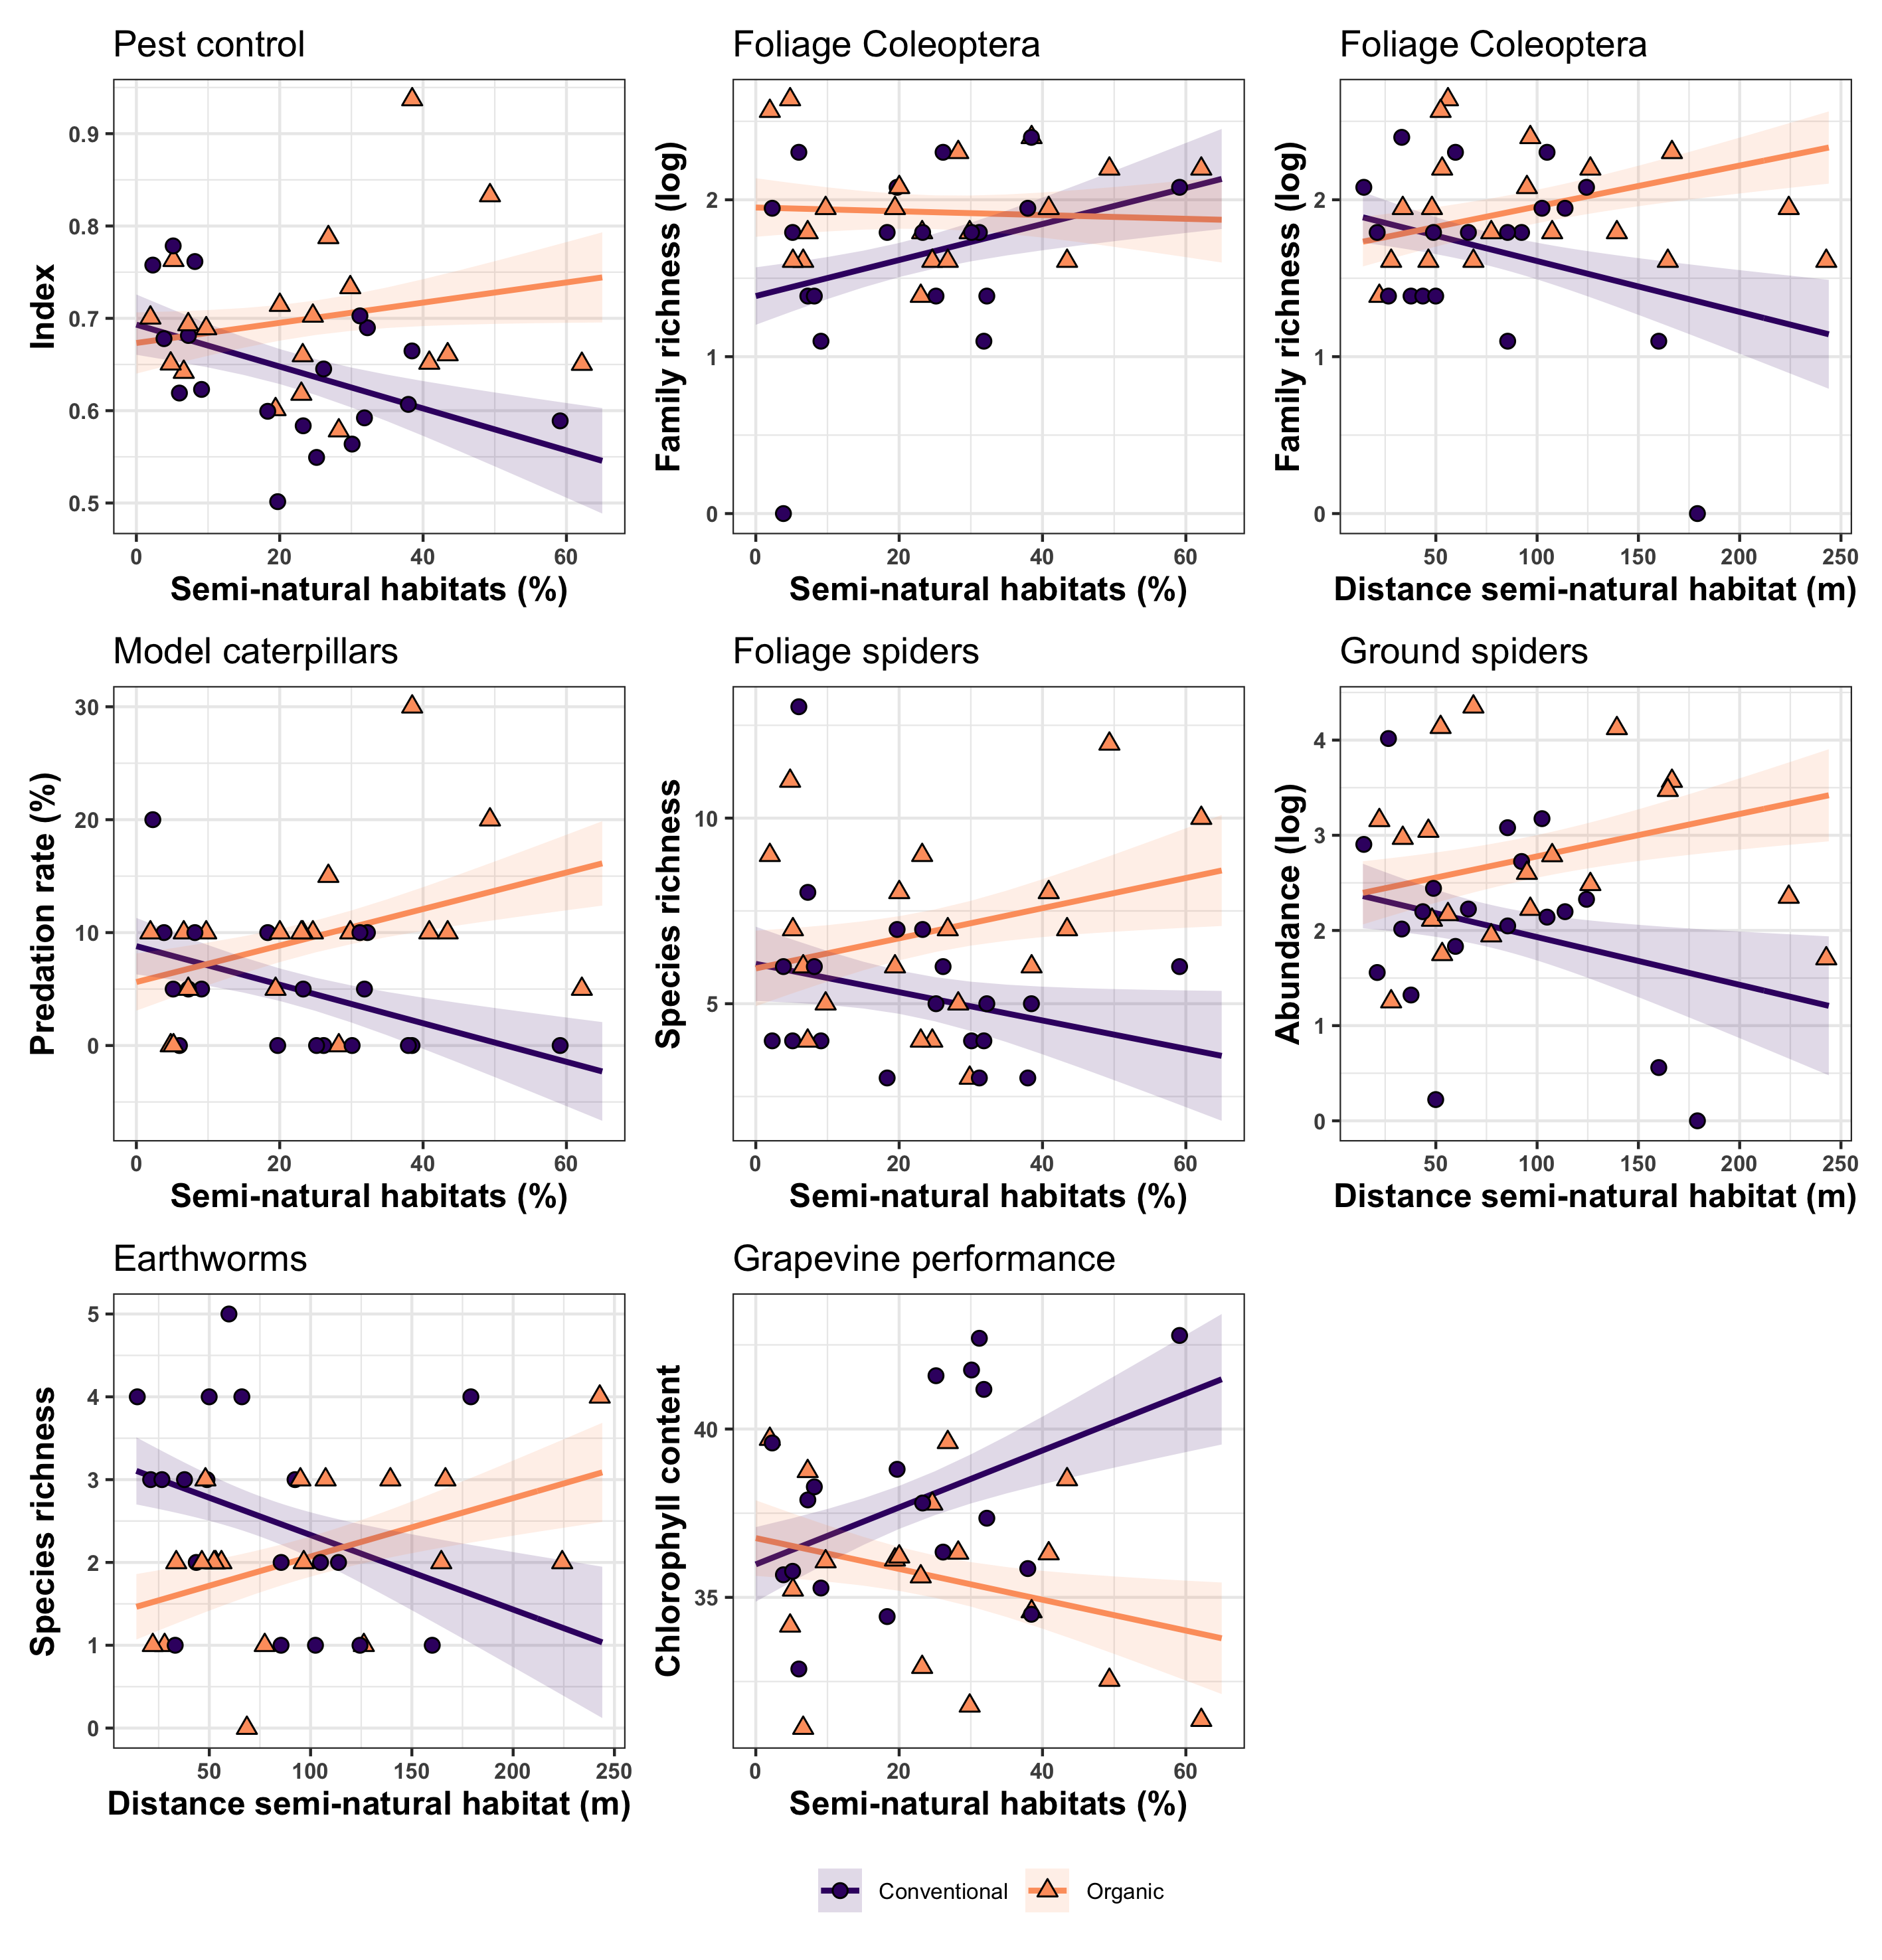 Pest control
Foliage Coleoptera
Foliage Coleoptera
Index
0.9
0.8
0.7
0.6
0.5
0 20 40 60
Semi-natural habitats (%)
Family richness (log)
2
1
0
0 20 40 60
Semi-natural habitats (%)
Family richness (log)
2
1
0
50 100 150 200 250
Distance semi-natural habitat (m)
Model caterpillars
Foliage spiders
Ground spiders
Predation rate (%)
30
20
10
0
0 20 40 60
Semi-natural habitats (%)
Species richness
10
5
0 20 40 60
Semi-natural habitats (%)
Abundance (log)
4
3
2
1
0
50 100 150 200 250
Distance semi-natural habitat (m)
Earthworms
Grapevine performance
Species richness
5
4
3
2
1
0
50 100 150 200 250
Distance semi-natural habitat (m)
Chlorophyll content
40
35
0 20 40 60
Semi-natural habitats (%)
Conventional Organic